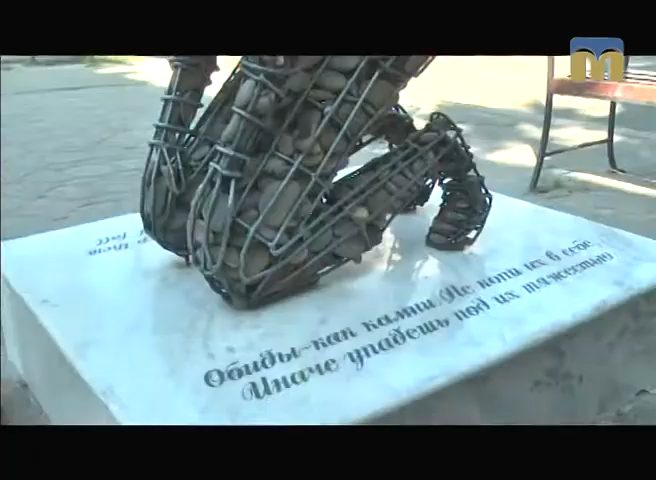 Обиды-как камни. Не копи их в себе
Иначе упадешь под их тяжестью.